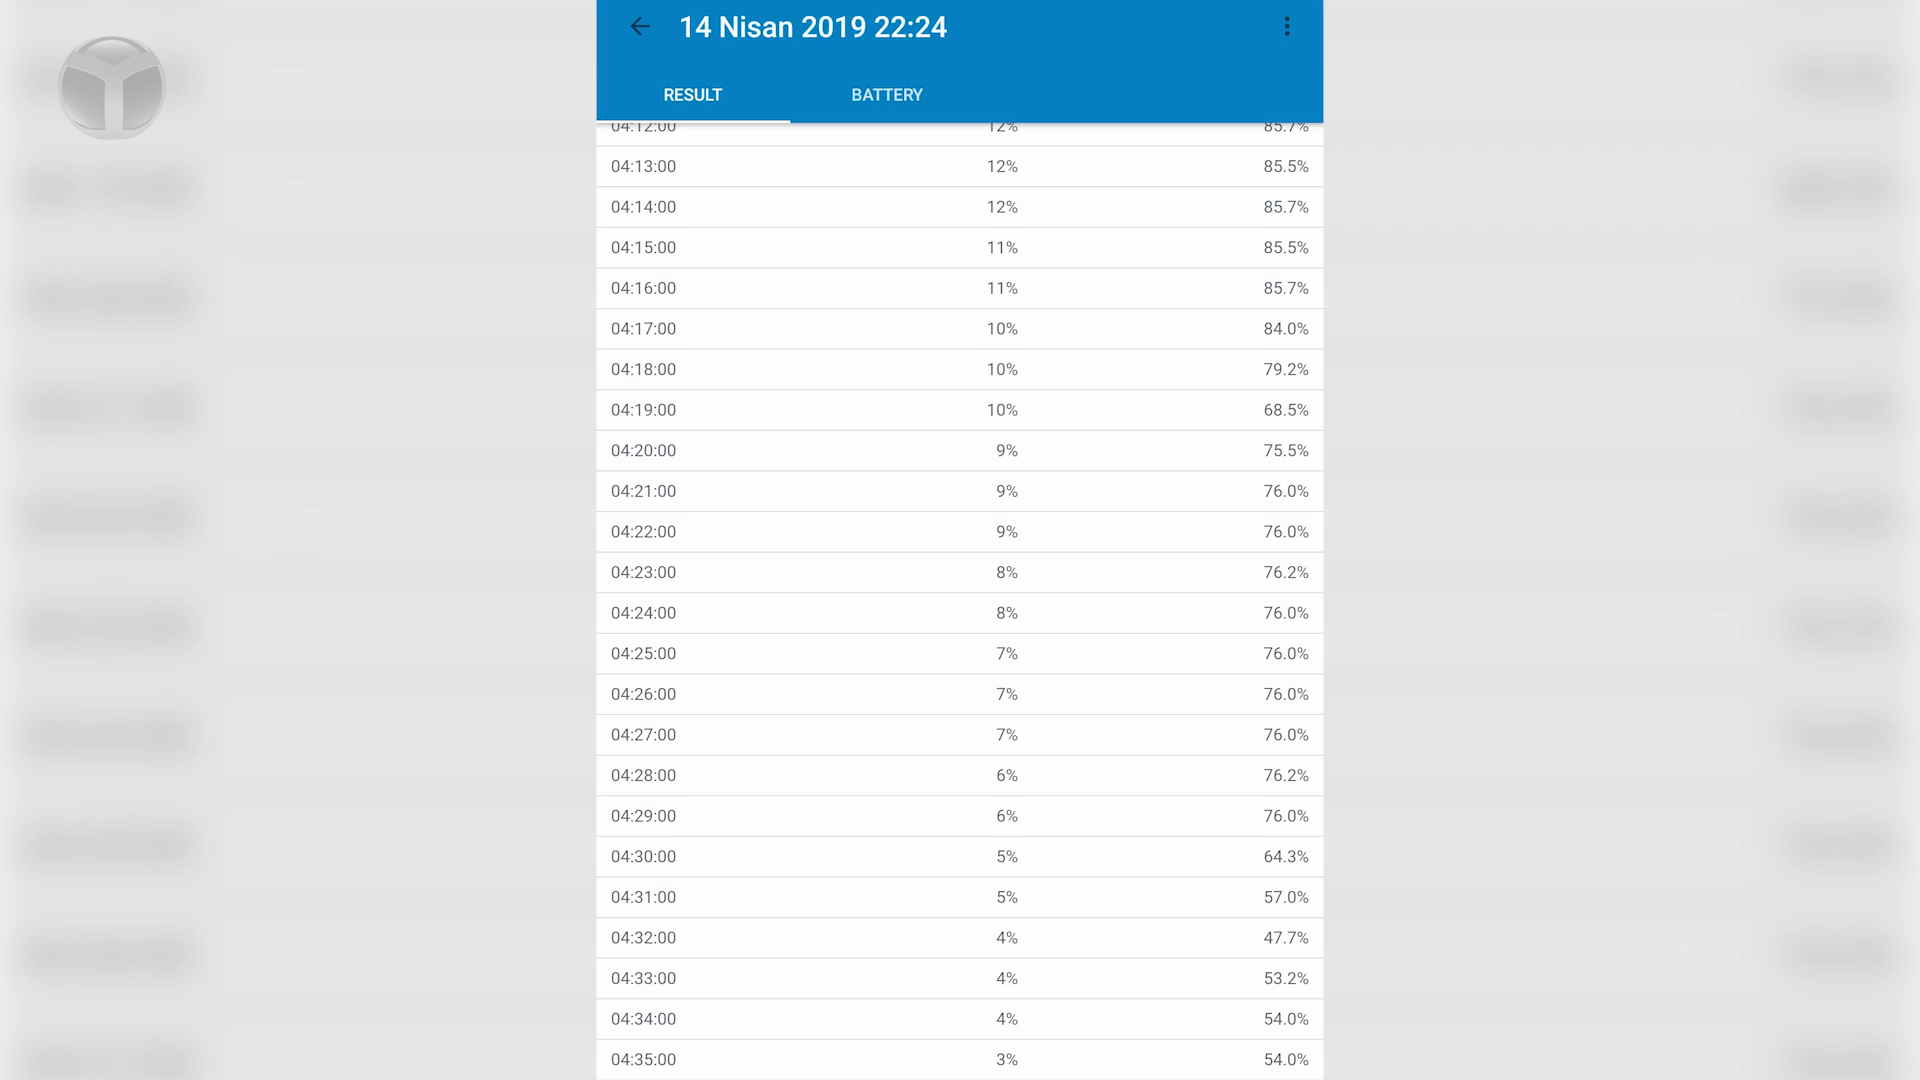 14 Nisan 2019 22:24
RESULT BATTERY
04:12:00 12% 85.7%
04:13:00 12% 85.5%
04:14:00 12% 85.7%
04:15:00 11% 85.5%
04:16:00 11% 85.7%
04:17:00 10% 84.0%
04:18:00 10% 79.2%
04:19:00 10% 68.5%
04:20:00 9% 75.5%
04:21:00 9% 76.0%
04:22:00 9% 76.0%
04:23:00 8% 76.2%
04:24:00 8% 76.0%
04:25:00 7% 76.0%
04:26:00 7% 76.0%
04:27:00 7% 76.0%
04:28:00 6% 76.2%
04:29:00 6% 76.0%
04:30:00 5% 64.3%
04:31:00 5% 57.0%
04:32:00 4% 47.7%
04:33:00 4% 53.2%
04:34:00 4% 54.0%
04:35:00 3% 54.0%